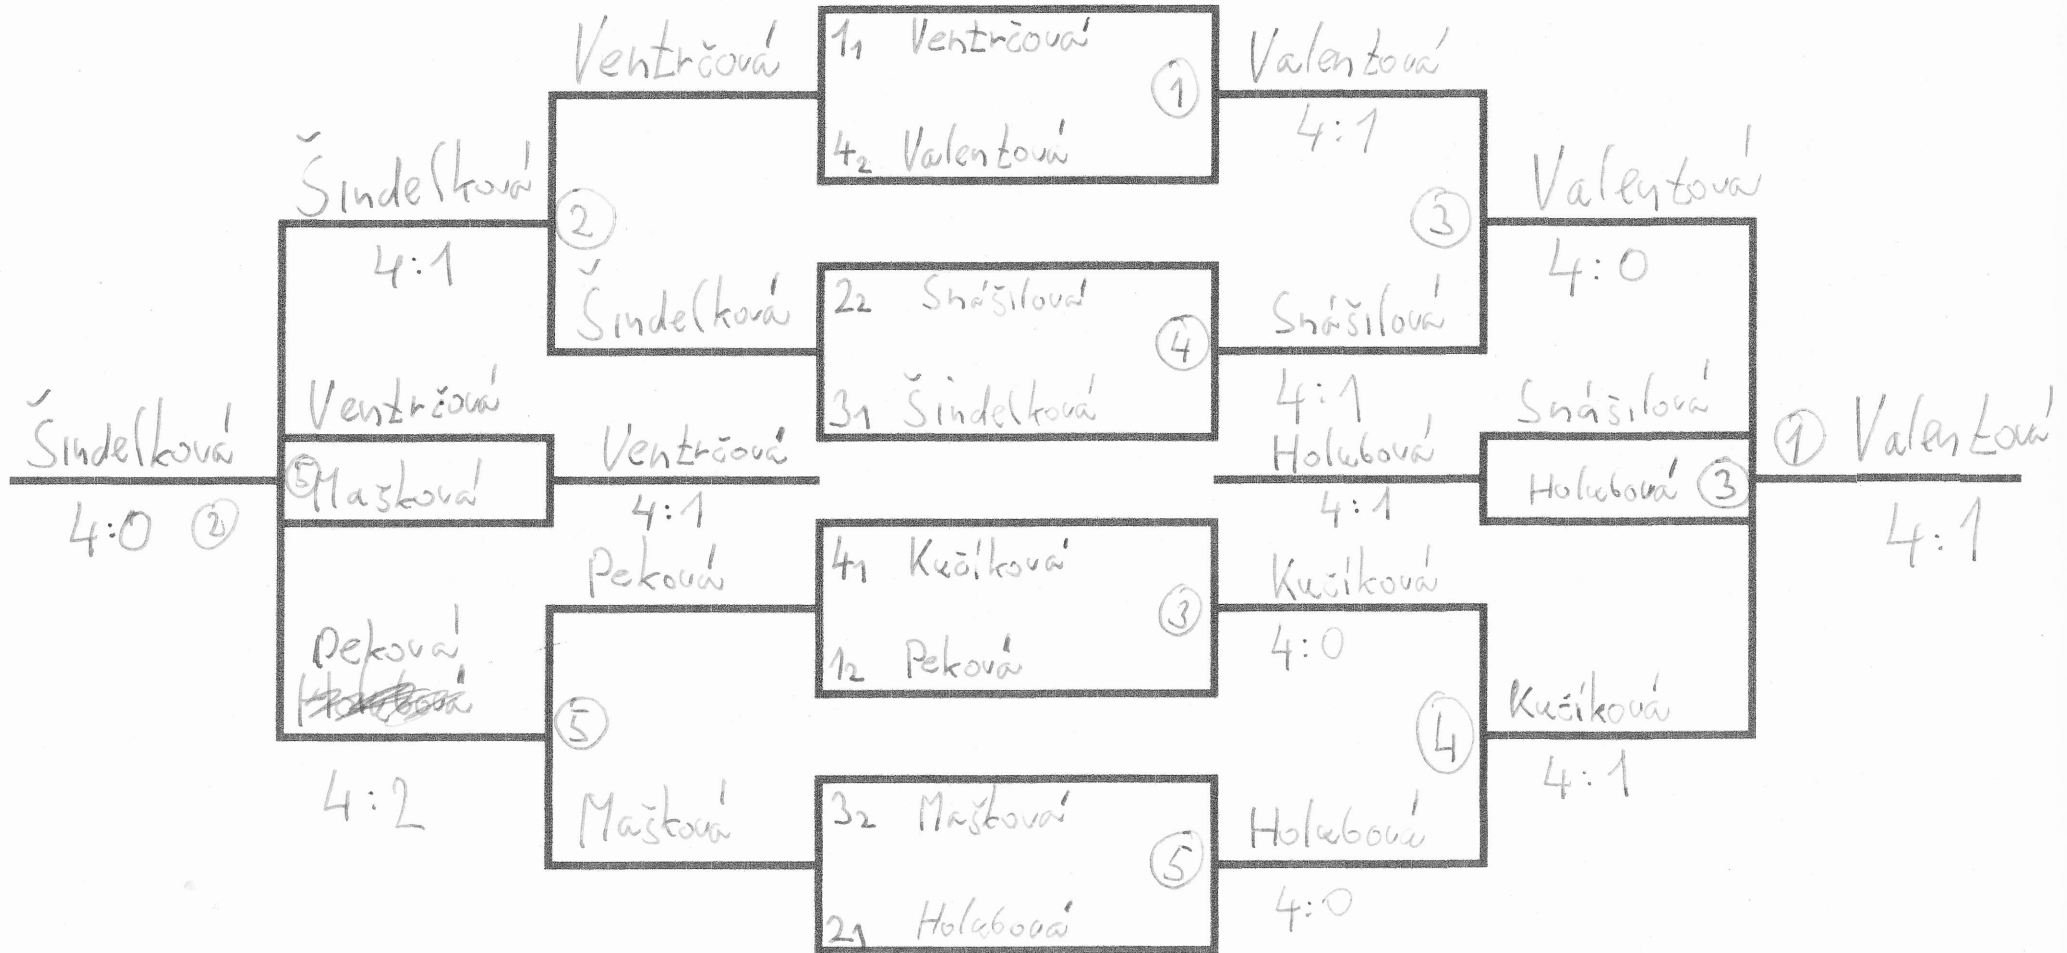 1₁ Ventrčová
Ventrčová
Valentová
①
4:1
4₂ Valentová
Šindelková
Valentová
②
③
4:1
4:0
2₂ Snášilová
Šindelková
Snášilová
④
4:1
3₁ Šindelková
Ventrčová
Snášilová
Šindelková
Ventrčová
Holubová
① Valentová
⑤ Mašková
Holubová ③
4:0 ②
4:1
4:1
4:1
4₁ Kučíková
Peková
Kučíková
③
4:0
1₂ Peková
Peková
Kučíková
⑤
④
4:2
4:1
3₂ Mašková
Mašková
Holubová
⑤
4:0
2₁ Holubová